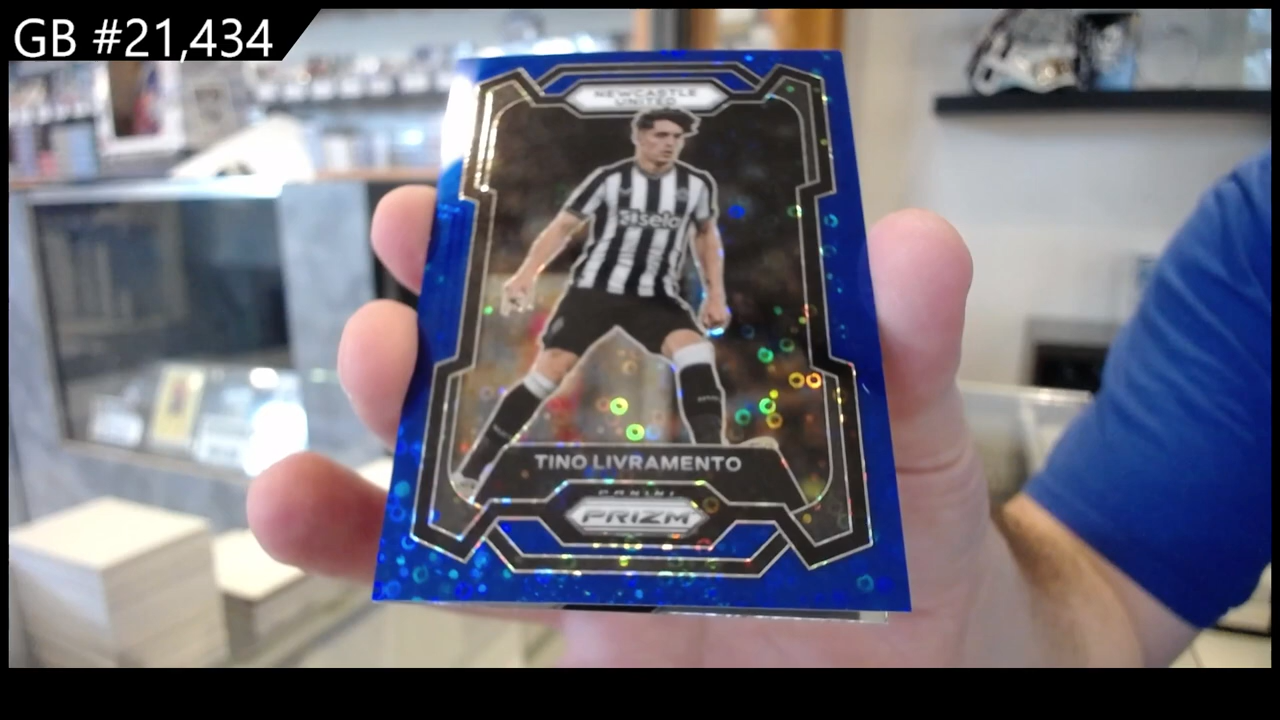 GB #21,434
NEWCASTLE
UNITED
sela
TINO LIVRAMENTO
PANINI
PRIZM